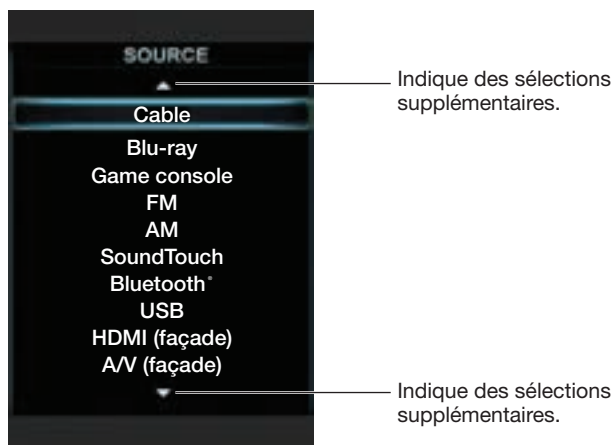 SOURCE
Indique des sélections
supplémentaires.
Cable
Blu-ray
Game console
FM
AM
SoundTouch
Bluetooth®
USB
HDMI (façade)
A/V (façade)
Indique des sélections
supplémentaires.